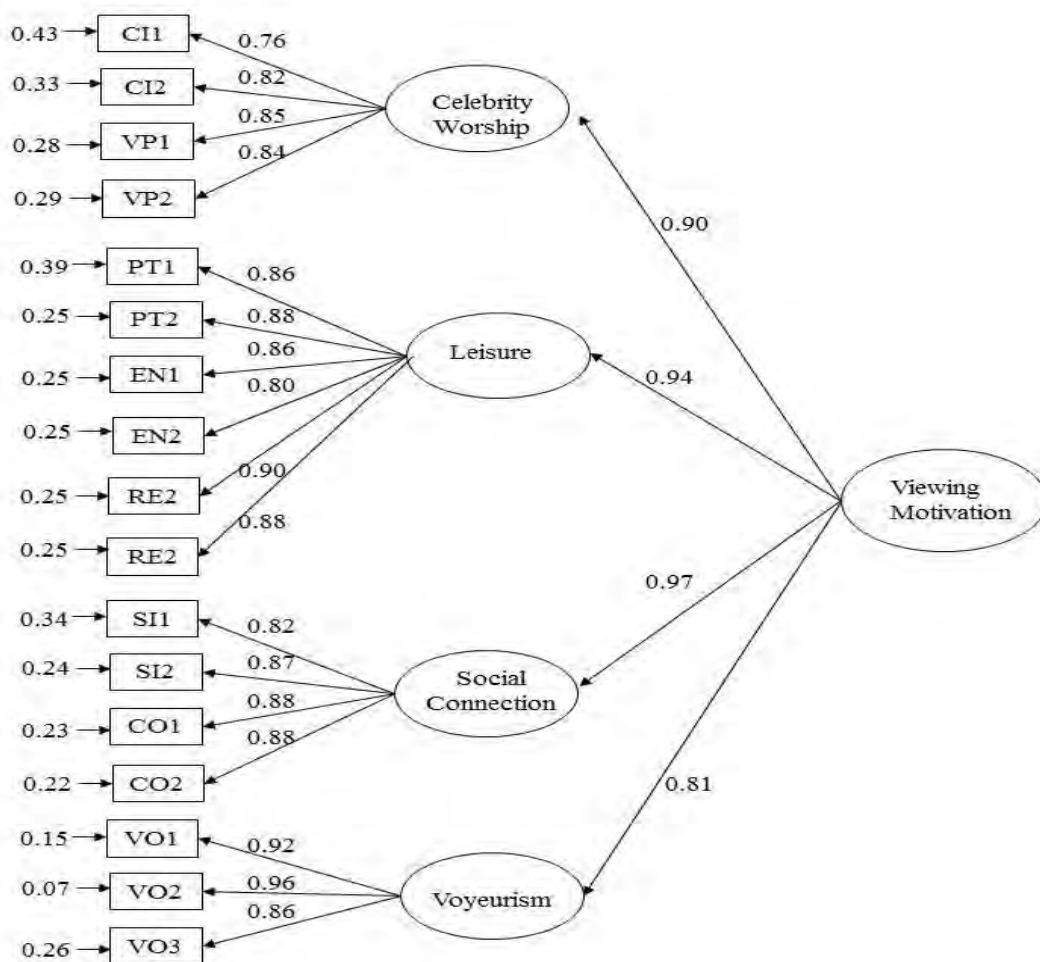 0.43 CI1 0.76
0.33 CI2 0.82
0.28 VP1 0.85
0.29 VP2 0.84
Celebrity
Worship
0.90
0.39 PT1 0.86
0.25 PT2 0.88
0.25 EN1 0.86
0.25 EN2 0.80
0.25 RE2 0.90
0.25 RE2 0.88
Leisure
0.94
Viewing
Motivation
0.34 SI1 0.82
0.24 SI2 0.87
0.23 CO1 0.88
0.22 CO2 0.88
Social
Connection
0.97
0.15 VO1 0.92
0.07 VO2 0.96
0.26 VO3 0.86
Voyeurism
0.81